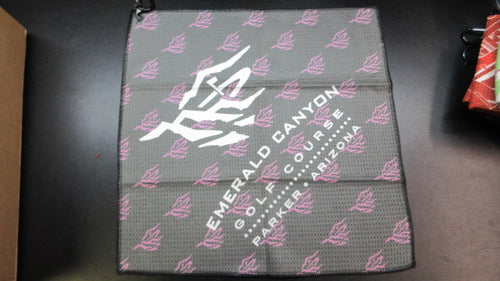 EMERALD CANYON
GOLF COURSE
PARKER • ARIZONA